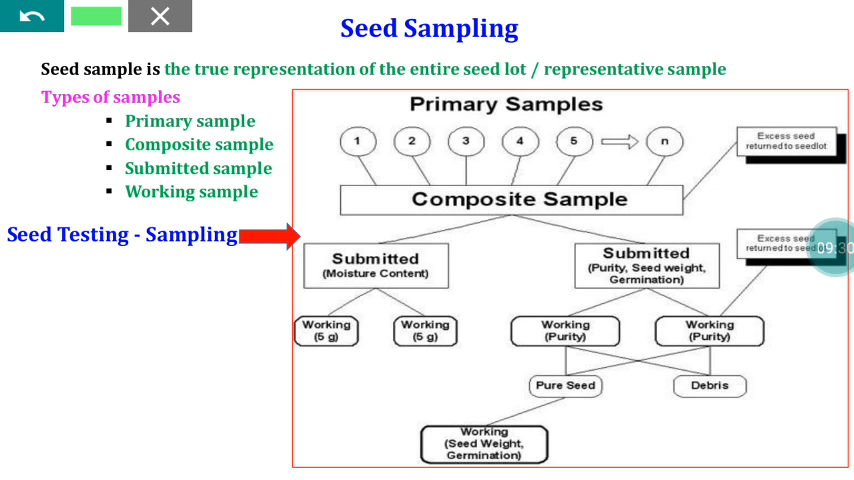 Seed Sampling
Seed sample is the true representation of the entire seed lot / representative sample
Types of samples
▪ Primary sample
▪ Composite sample
▪ Submitted sample
▪ Working sample
Seed Testing - Sampling
Primary Samples
1 2 3 4 5 n
Excess seed
returned to seedlot
Composite Sample
Submitted
(Moisture Content)
Submitted
(Purity, Seed weight,
Germination)
Excess seed
returned to
09:30
Working
(5 g)
Working
(5 g)
Working
(Purity)
Working
(Purity)
Pure Seed
Debris
Working
(Seed Weight,
Germination)